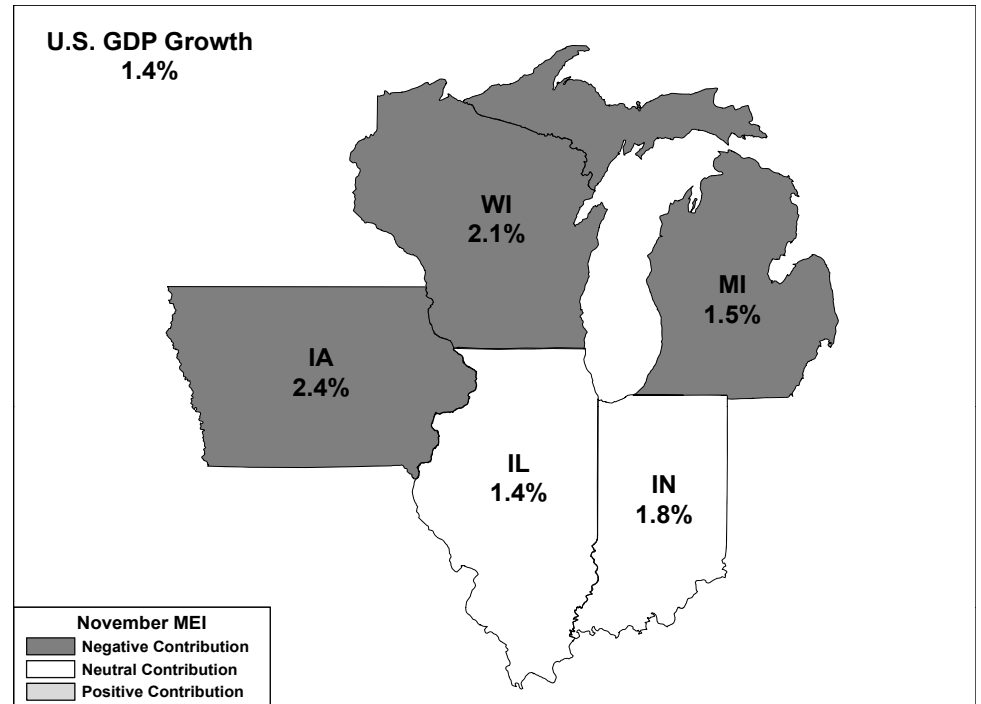 U.S. GDP Growth
1.4%
WI
2.1%
MI
1.5%
IA
2.4%
IL
1.4%
IN
1.8%
November MEI
Negative Contribution
Neutral Contribution
Positive Contribution